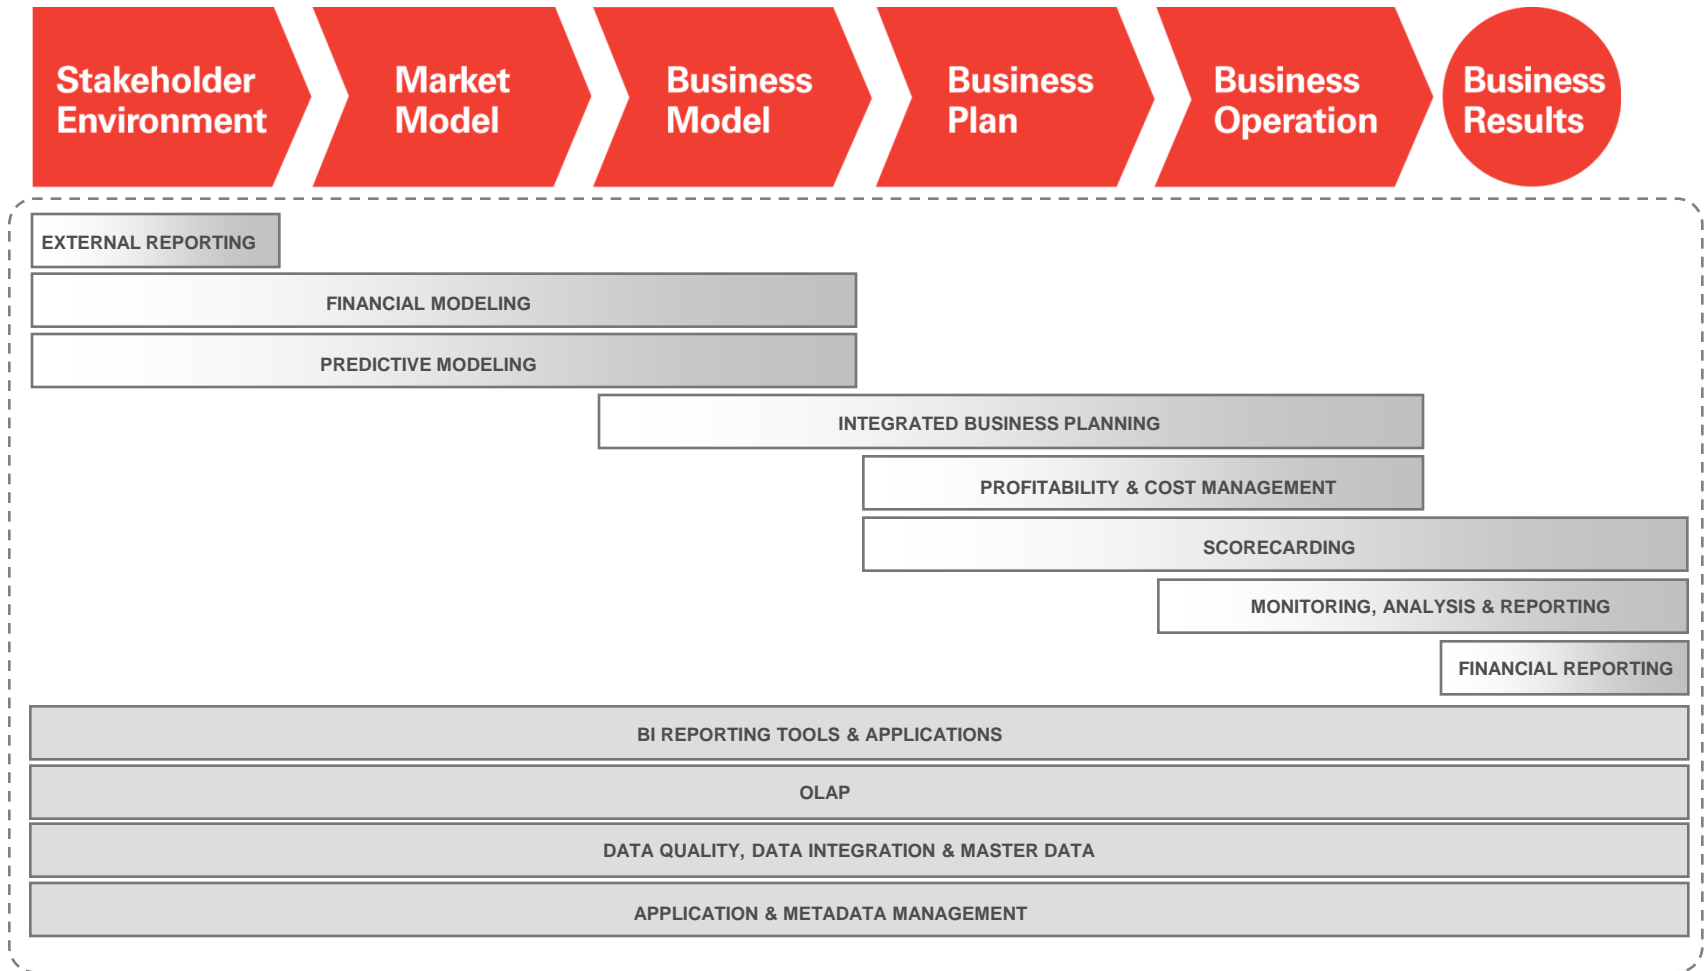 Stakeholder
Environment
Market
Model
Business
Model
Business
Plan
Business
Operation
Business
Results
EXTERNAL REPORTING
FINANCIAL MODELING
PREDICTIVE MODELING
INTEGRATED BUSINESS PLANNING
PROFITABILITY & COST MANAGEMENT
SCORECARDING
MONITORING, ANALYSIS & REPORTING
FINANCIAL REPORTING
BI REPORTING TOOLS & APPLICATIONS
OLAP
DATA QUALITY, DATA INTEGRATION & MASTER DATA
APPLICATION & METADATA MANAGEMENT